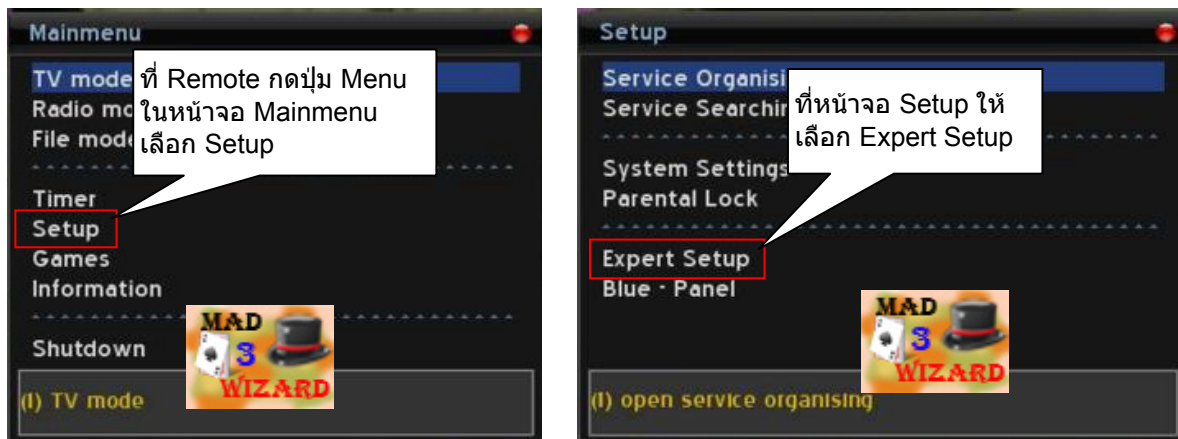 Mainmenu
TV mode
Radio mo
File mode
Timer
Setup
Games
Information
Shutdown
(1) TV mode
ที่ Remote กดปุ่ม Menu
ในหน้าจอ Mainmenu
เลือก Setup
MAD
3
WIZARD
Setup
Service Organisi
Service Searchin
System Settings
Parental Lock
Expert Setup
Blue - Panel
(1) open service organising
ที่หน้าจอ Setup ให้
เลือก Expert Setup
MAD
3
WIZARD